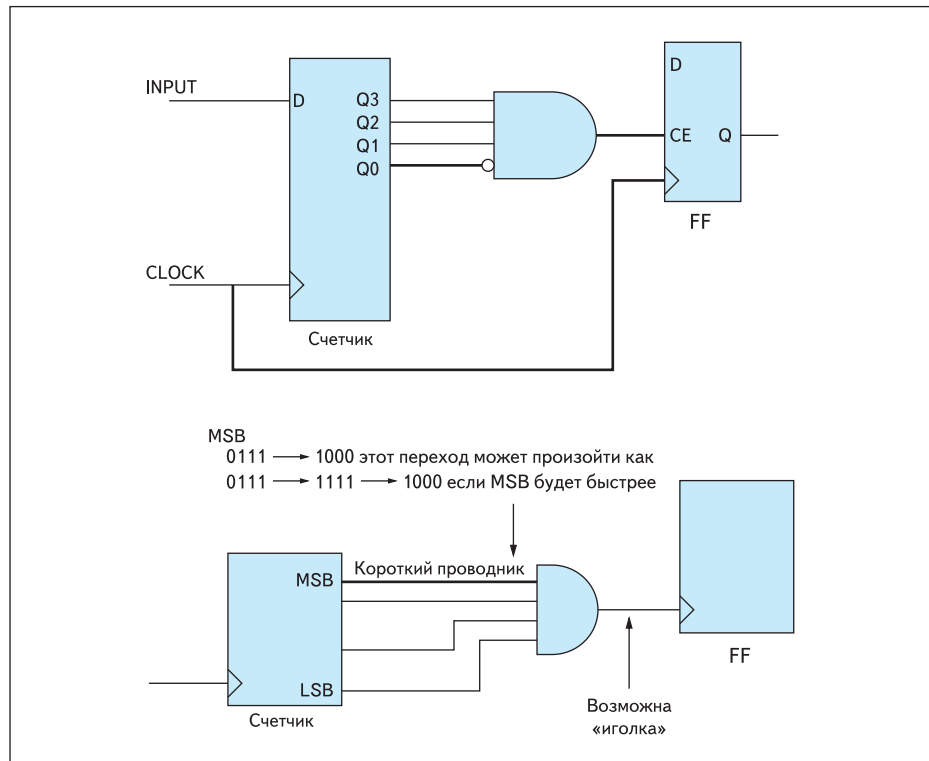 INPUT
D
Q3
Q2
Q1
Q0
D
CE
Q
FF
CLOCK
Счетчик
MSB
0111 → 1000 этот переход может произойти как
0111 → 1111 → 1000 если MSB будет быстрее
MSB
Короткий проводник
LSB
Счетчик
FF
Возможна
«иголка»